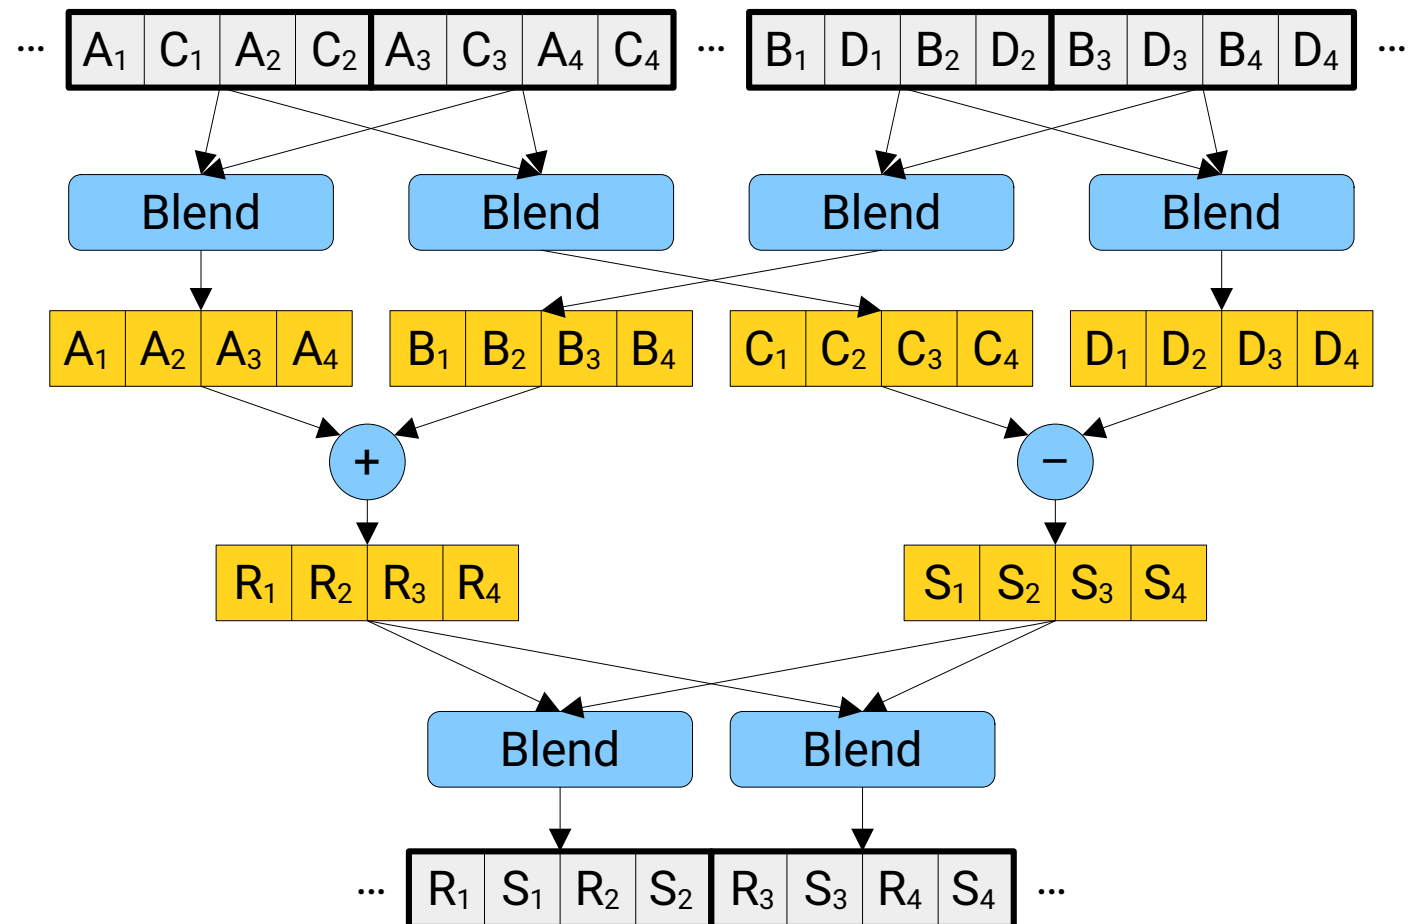 ... A₁ C₁ A₂ C₂ A₃ C₃ A₄ C₄ ... B₁ D₁ B₂ D₂ B₃ D₃ B₄ D₄ ...
Blend Blend Blend Blend
A₁ A₂ A₃ A₄ B₁ B₂ B₃ B₄ C₁ C₂ C₃ C₄ D₁ D₂ D₃ D₄
+ −
R₁ R₂ R₃ R₄ S₁ S₂ S₃ S₄
Blend Blend
... R₁ S₁ R₂ S₂ R₃ S₃ R₄ S₄ ...